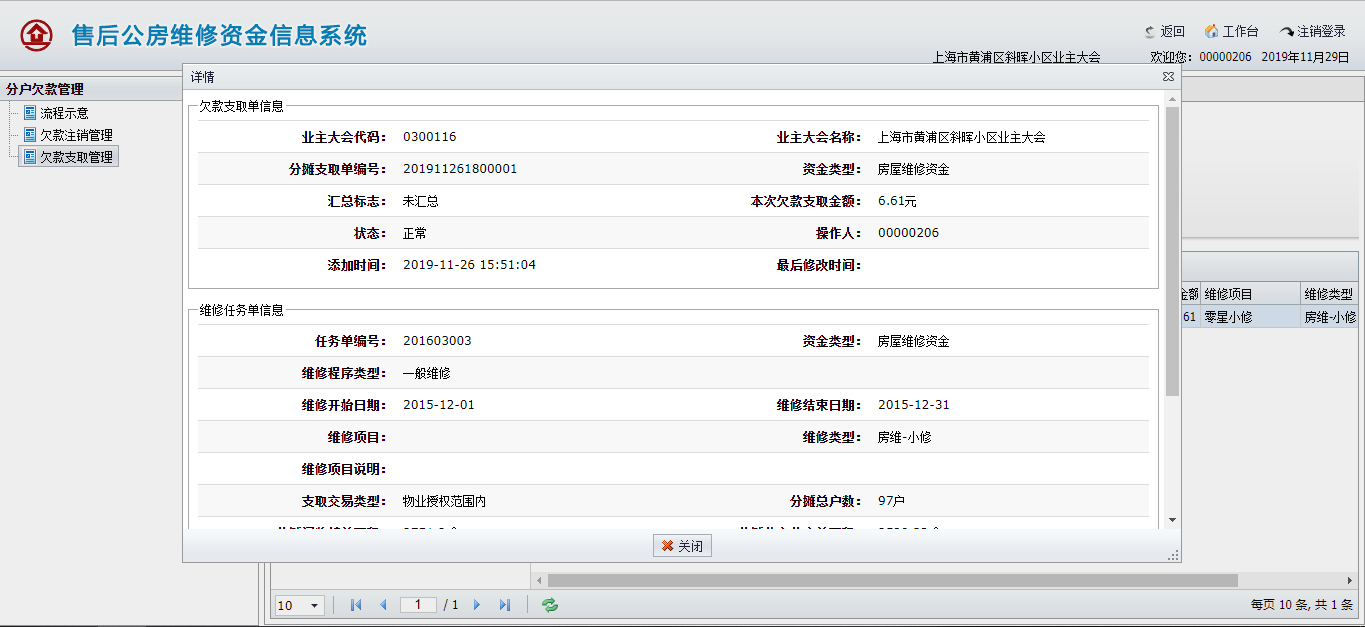 售后公房维修资金信息系统
返回 工作台 注销登录
上海市黄浦区斜晖小区业主大会 欢迎您：00000206 2019年11月29日
分户欠款管理
流程示意
欠款注销管理
欠款支取管理
详情
欠款支取单信息
业主大会代码： 0300116 业主大会名称： 上海市黄浦区斜晖小区业主大会
分摊支取单编号： 201911261800001 资金类型： 房屋维修资金
汇总标志： 未汇总 本次欠款支取金额： 6.61元
状态： 正常 操作人： 00000206
添加时间： 2019-11-26 15:51:04 最后修改时间：
维修任务单信息
任务单编号： 201603003 资金类型： 房屋维修资金
维修程序类型： 一般维修
维修开始日期： 2015-12-01 维修结束日期： 2015-12-31
维修项目： 维修类型： 房维-小修
维修项目说明：
支取交易类型： 物业授权范围内 分摊总户数： 97户
关闭
金额 维修项目 维修类型
61 零星小修 房维-小修
10 1 / 1 每页 10 条, 共 1 条